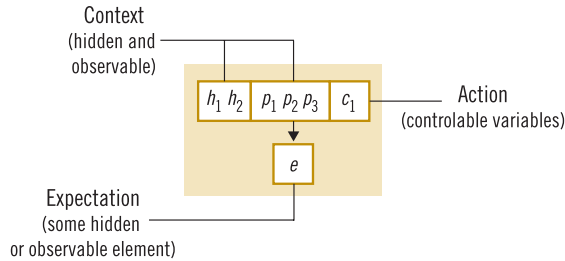 Context
(hidden and
observable)
h1 h2 p1 p2 p3 c1
Action
(controlable variables)
e
Expectation
(some hidden
or observable element)